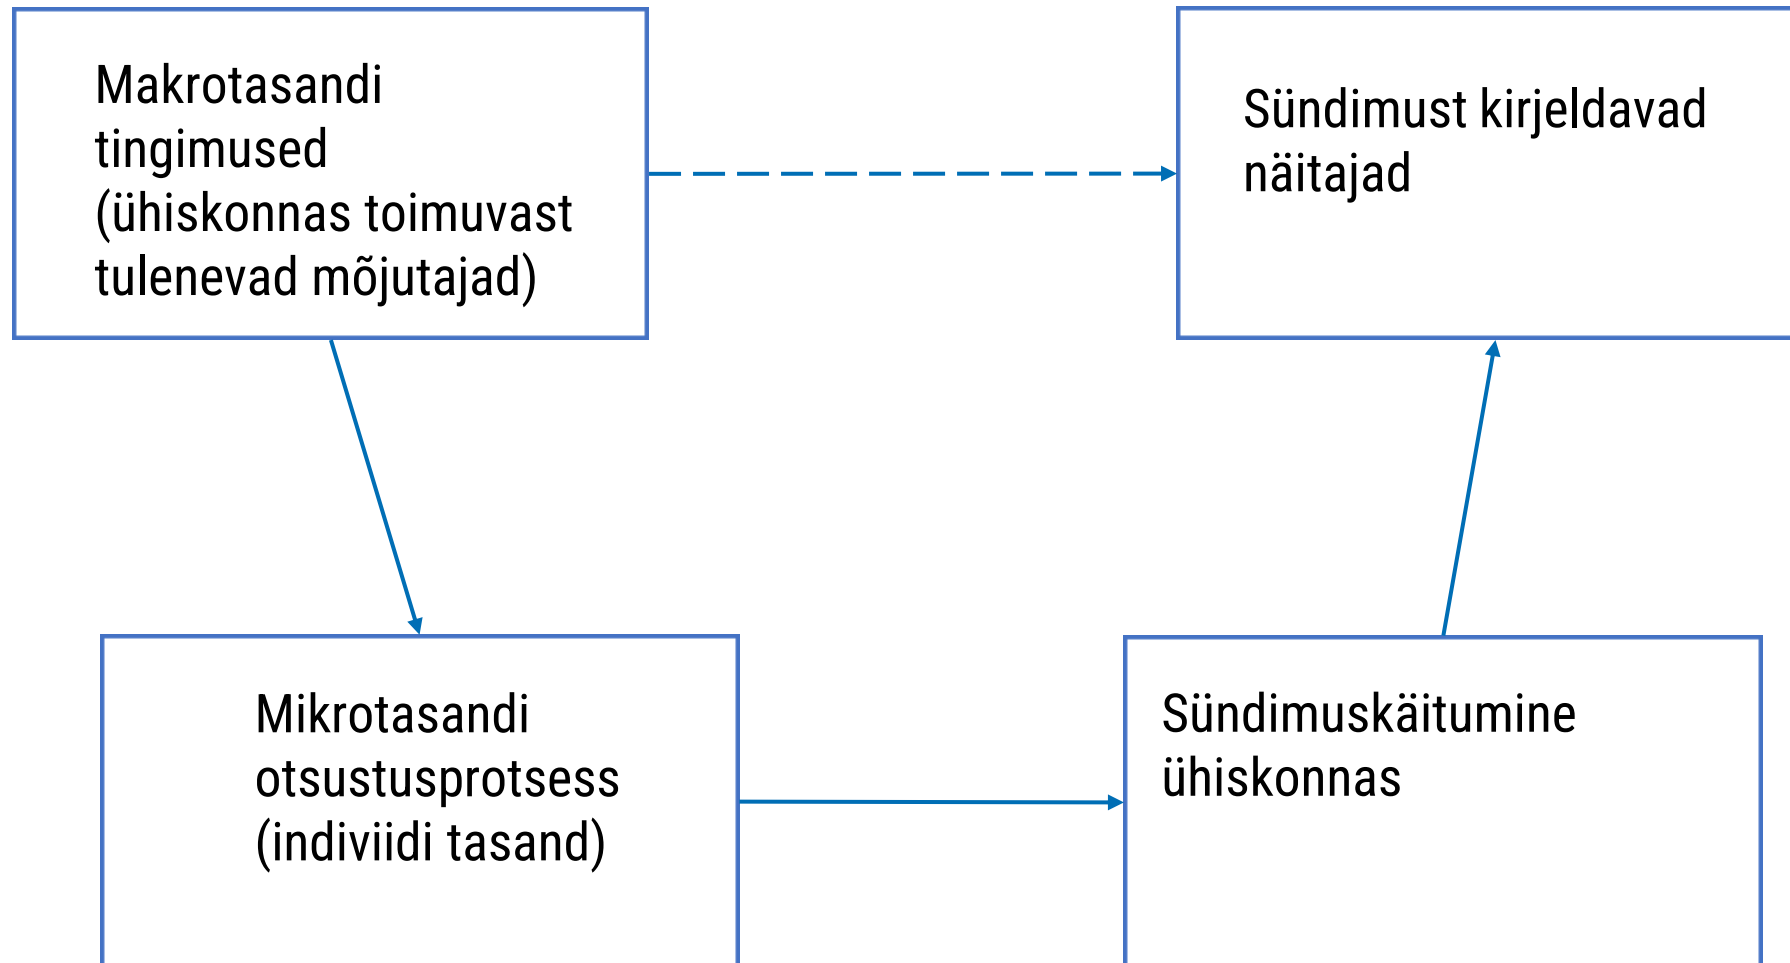 Makrotasandi
tingimused
(ühiskonnas toimuvast
tulenevad mõjutajad)
Sündimust kirjeldavad
näitajad
Mikrotasandi
otsustusprotsess
(indiviidi tasand)
Sündimuskäitumine
ühiskonnas